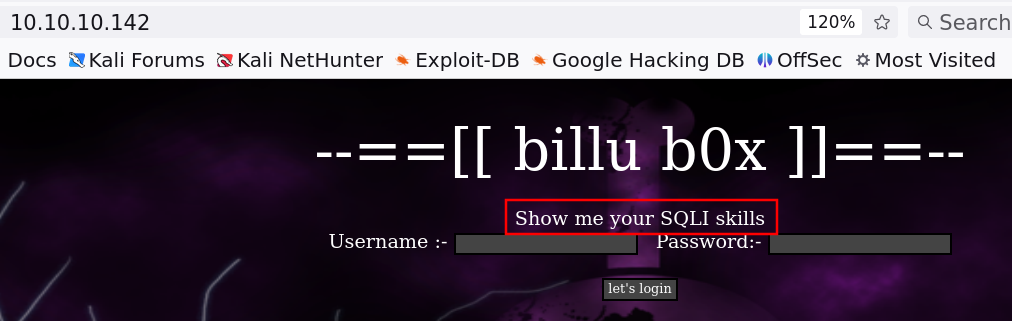 10.10.10.142 120% Search
Docs Kali Forums Kali NetHunter Exploit-DB Google Hacking DB OffSec Most Visited
--==[[ billu b0x ]]==--
Show me your SQLI skills
Username :- Password:-
let's login